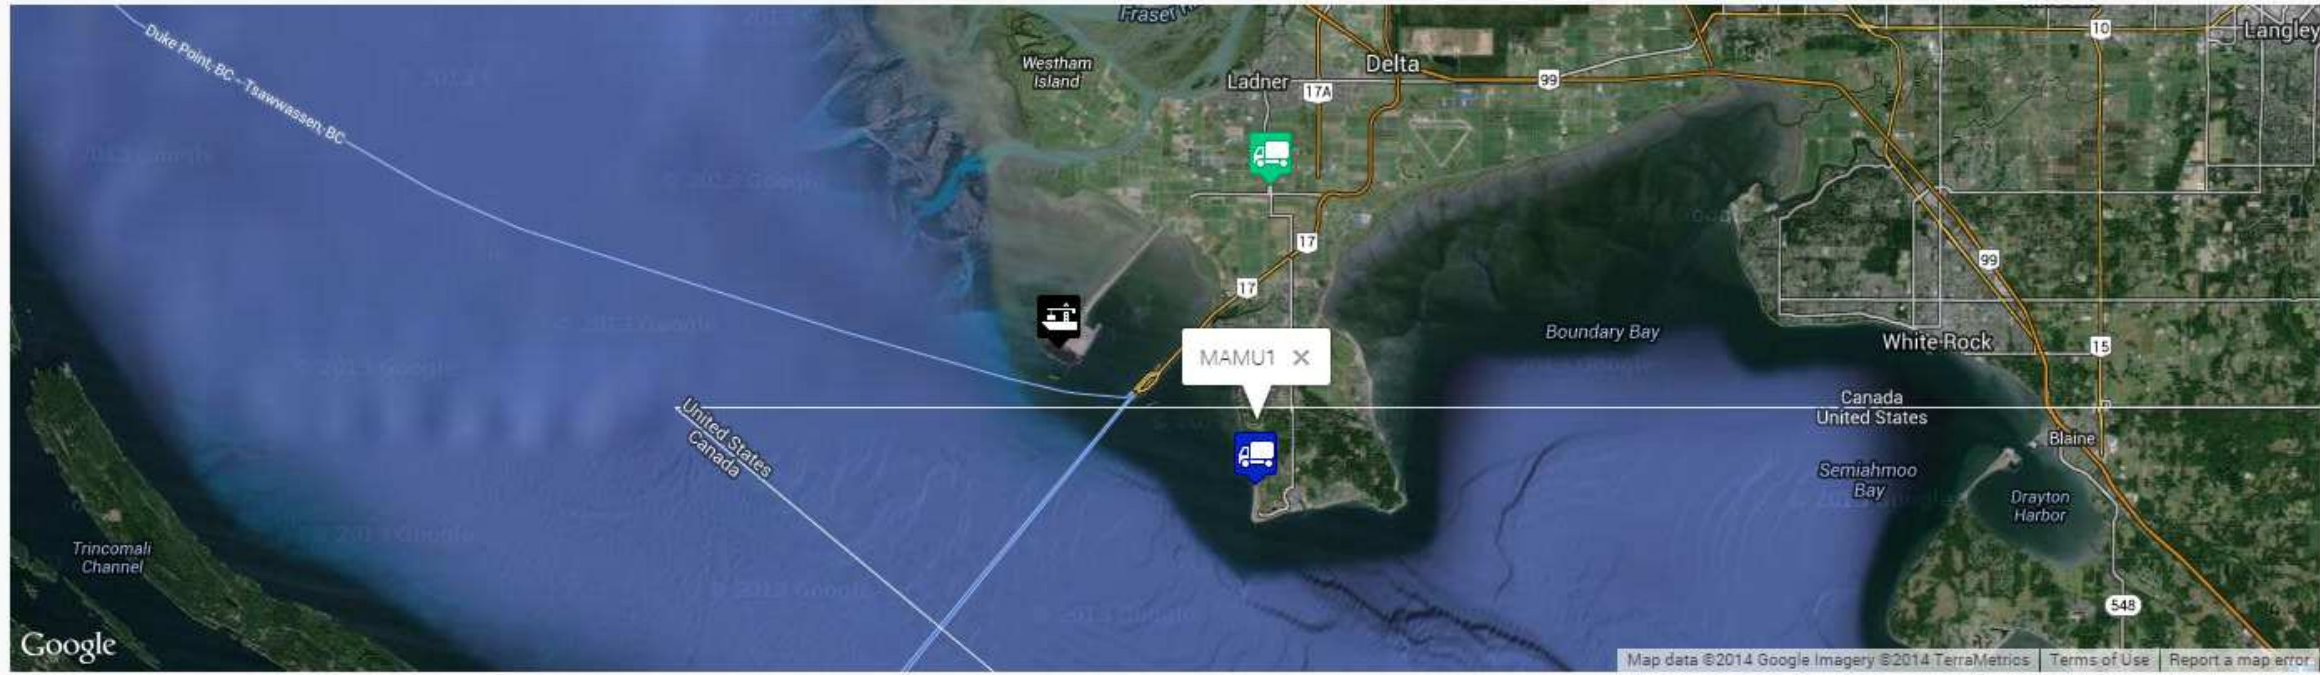 Fraser
10
Langley
Westham
Island
Delta
Ladner
17A
99
Duke Point, BC - Tsawwassen, BC
17
17
99
MAMU1 ×
Boundary Bay
White Rock
15
Canada
United States
United States
Canada
Blaine
Semiahmoo
Bay
Drayton
Harbor
Trincomali
Channel
548
Google
Map data ©2014 Google Imagery ©2014 TerraMetrics
Terms of Use
Report a map error